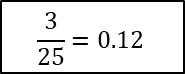 3/25 = 0.12